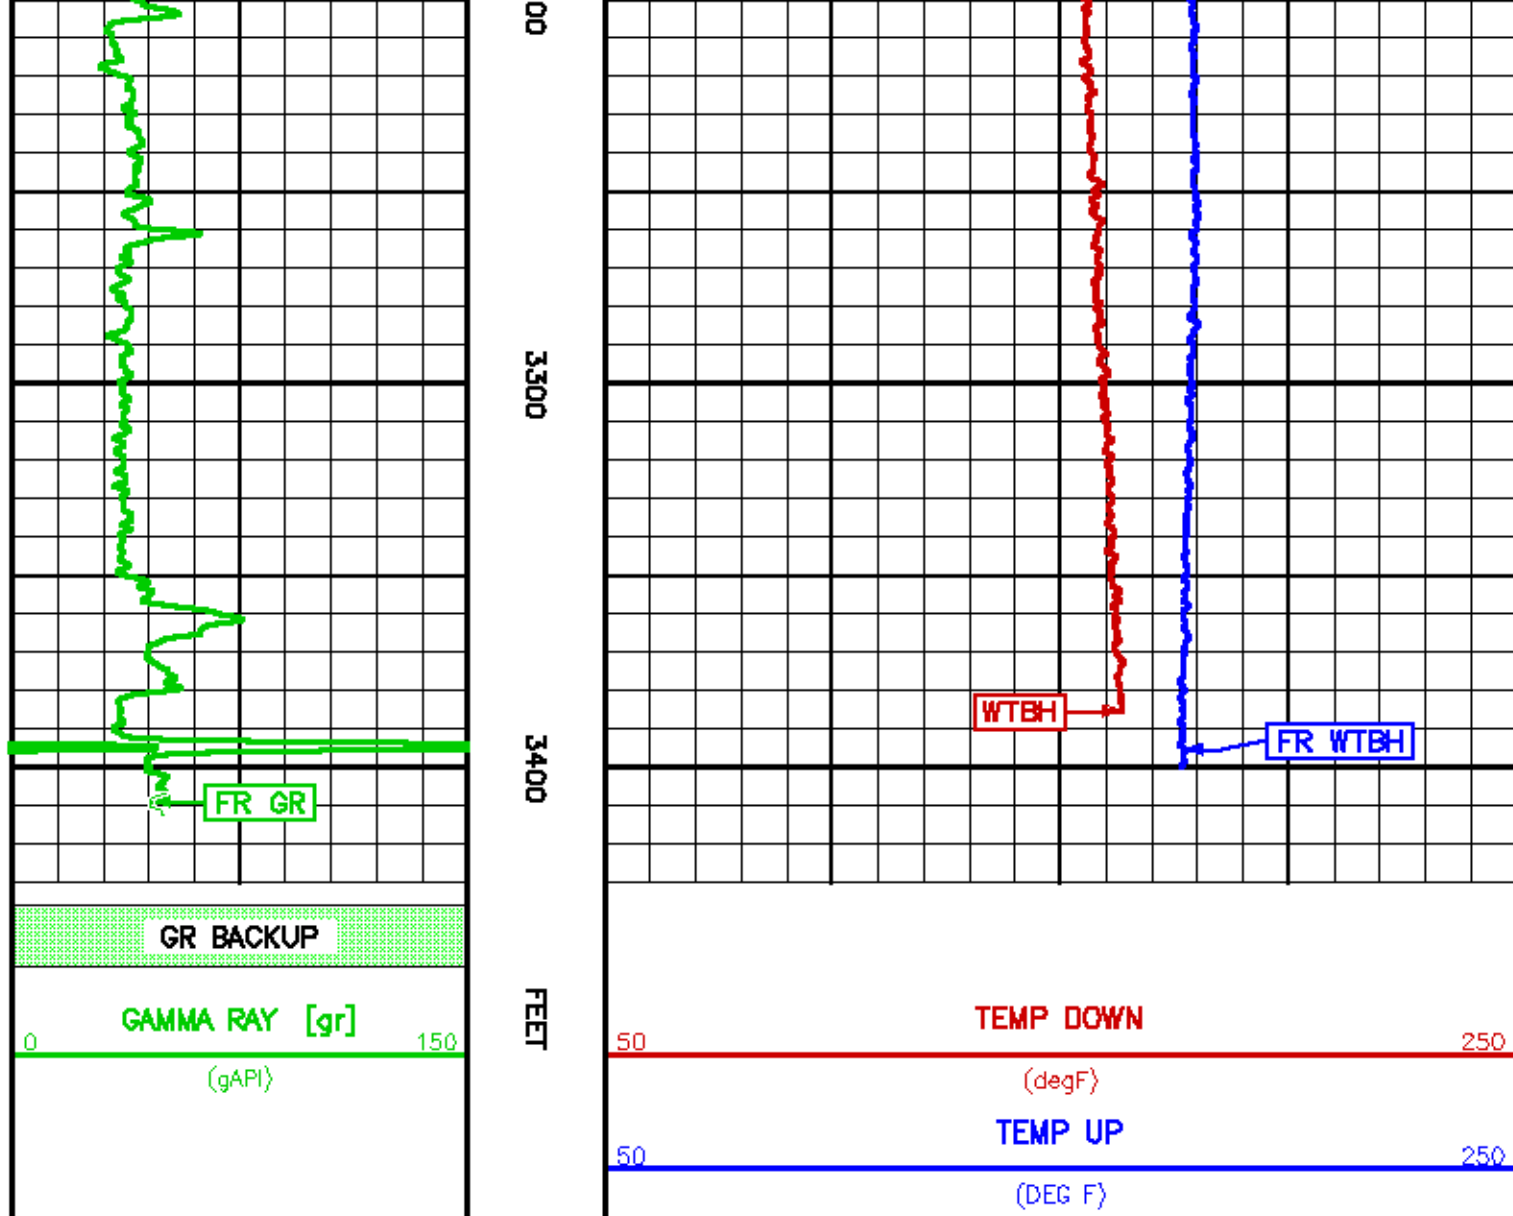 00
3300
WTBH
3400
FR WTBH
FR GR
GR BACKUP
FEET
GAMMA RAY [gr]
0 150
(gAPI)
TEMP DOWN
50 250
(degF)
TEMP UP
50 250
(DEG F)